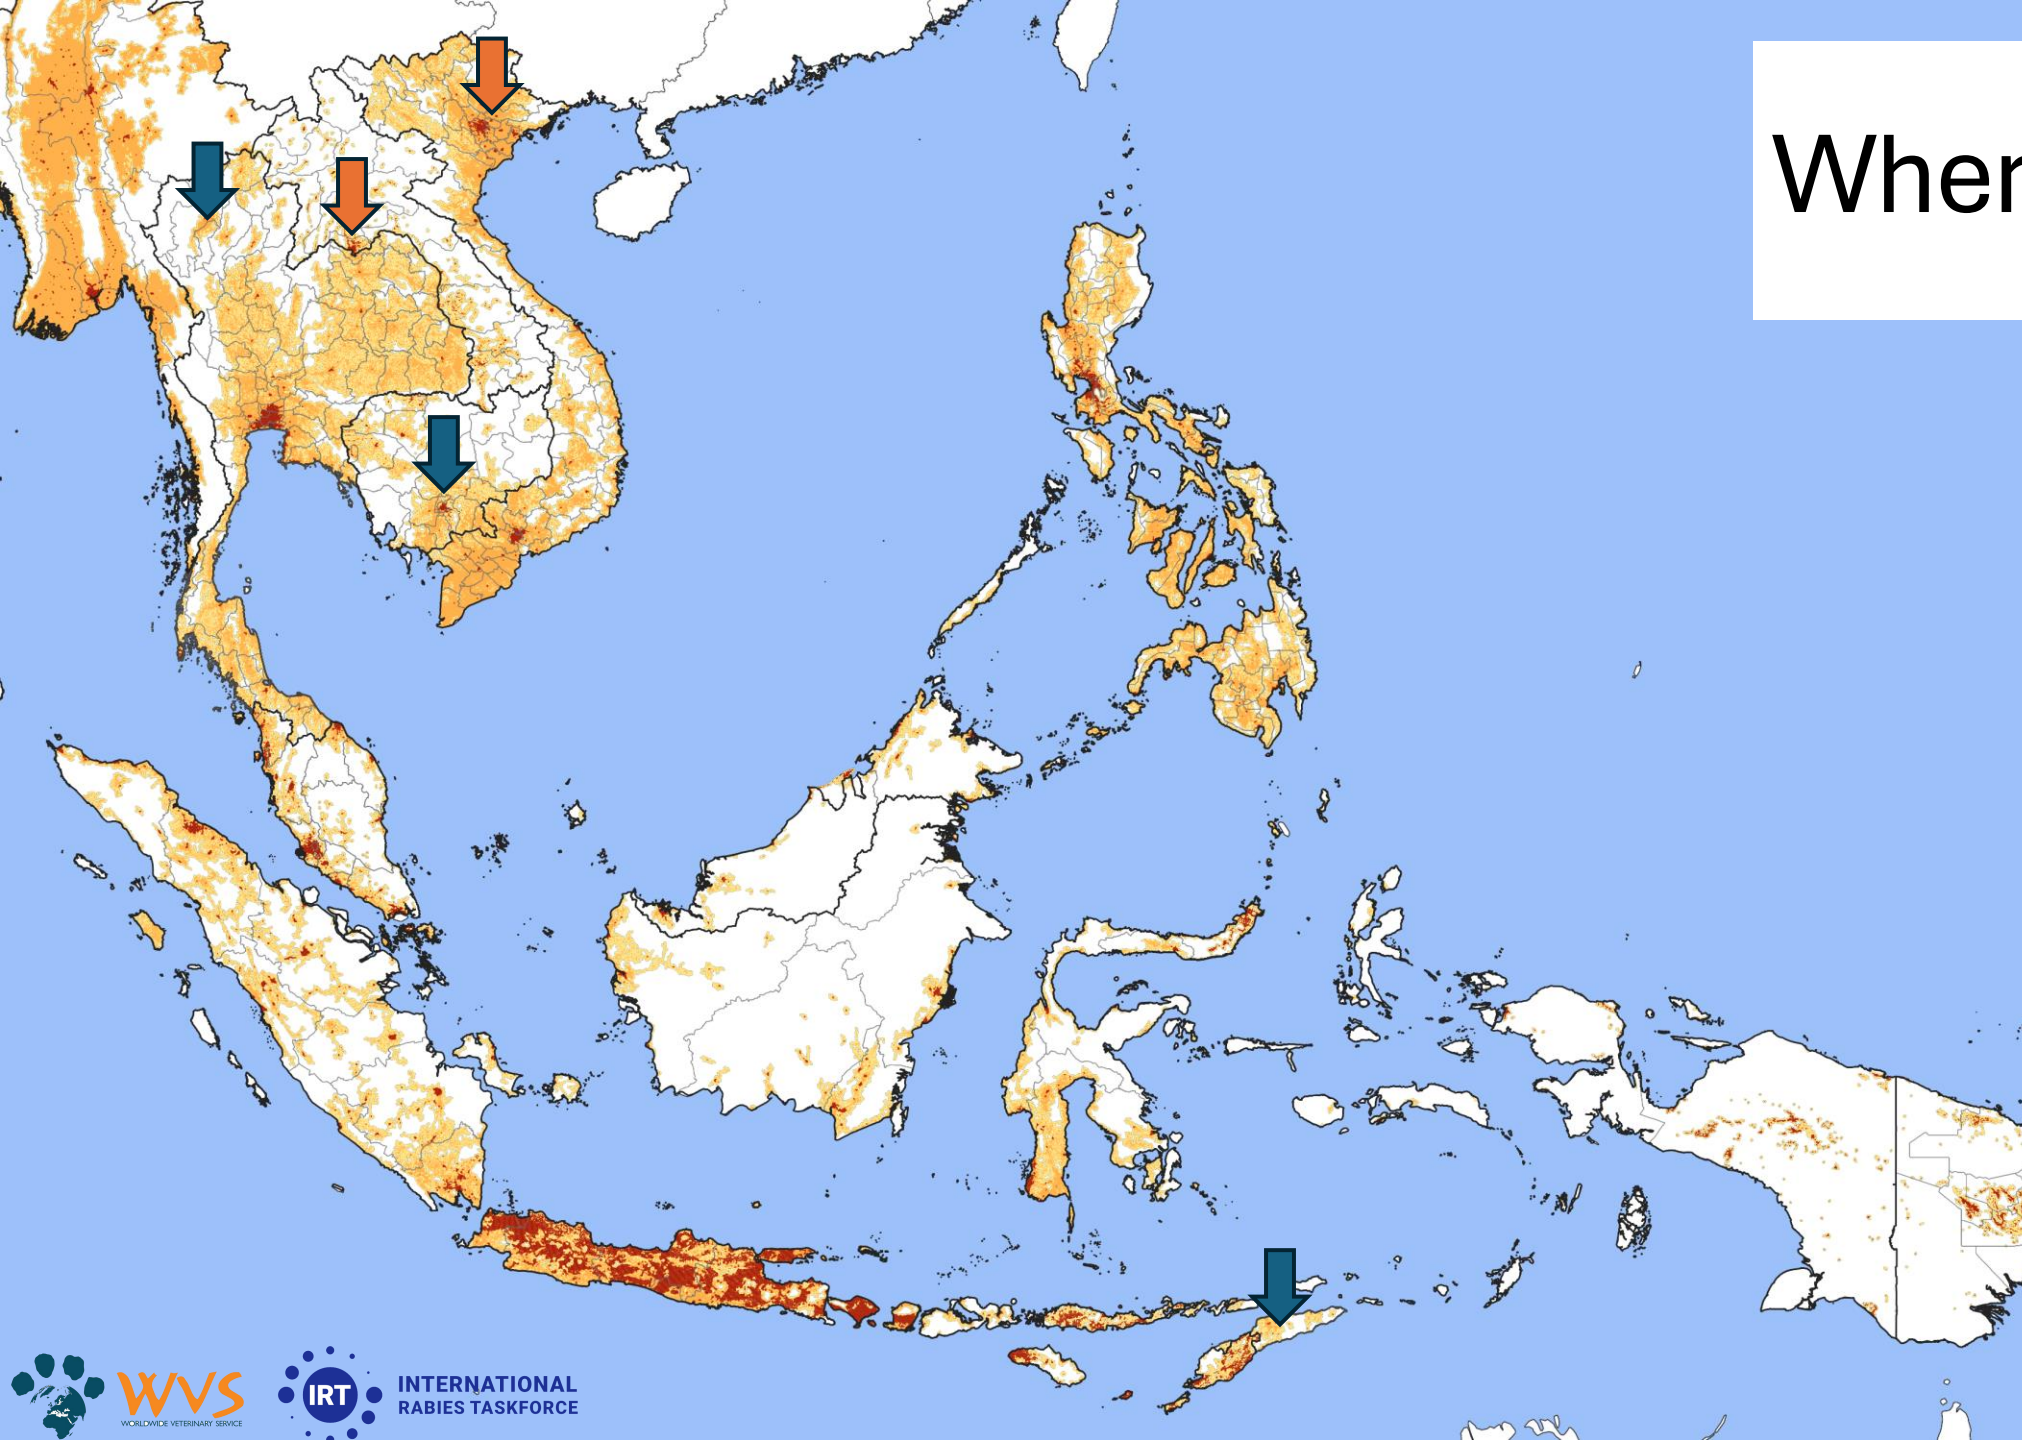 Wher
WVS
WORLDWIDE VETERINARY SERVICE
IRT
INTERNATIONAL
RABIES TASKFORCE